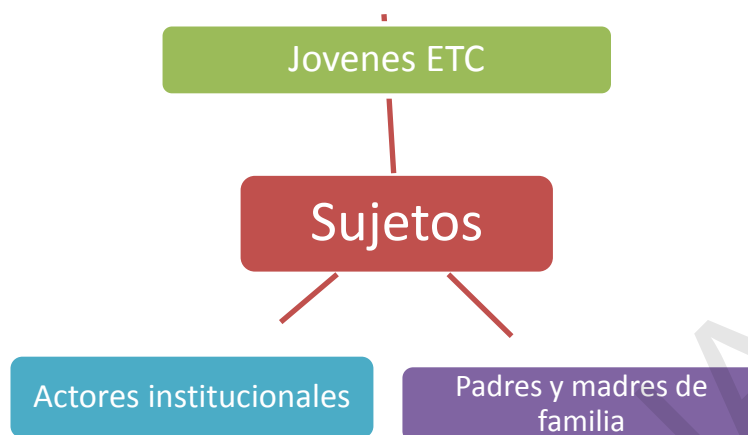 Jovenes ETC
Sujetos
Actores institucionales
Padres y madres de
familia